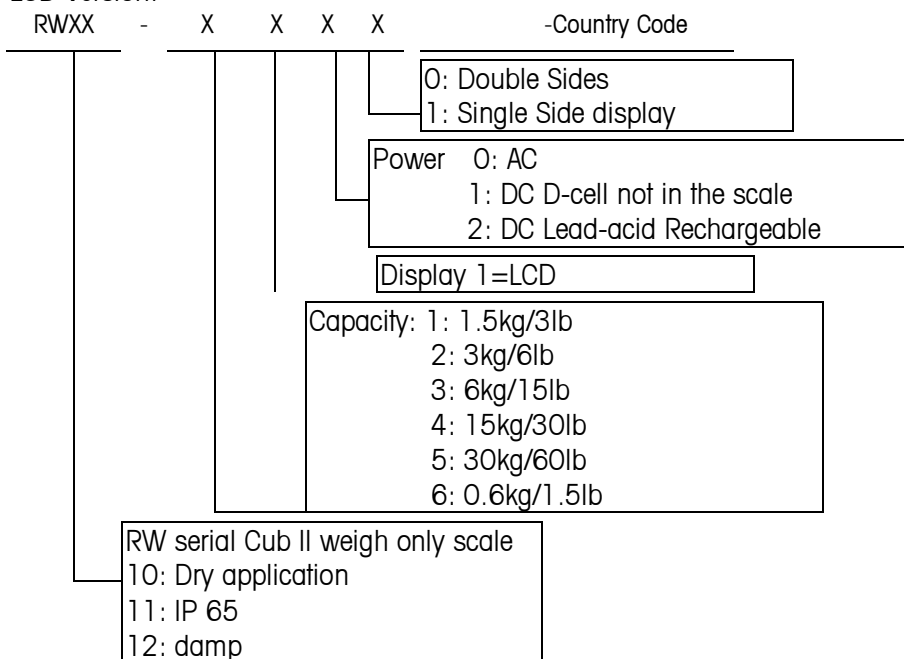 RWXX - X X X X -Country Code
0: Double Sides
1: Single Side display
Power 0: AC
1: DC D-cell not in the scale
2: DC Lead-acid Rechargeable
Display 1=LCD
Capacity: 1: 1.5kg/3lb
2: 3kg/6lb
3: 6kg/15lb
4: 15kg/30lb
5: 30kg/60lb
6: 0.6kg/1.5lb
RW serial Cub II weigh only scale
10: Dry application
11: IP 65
12: damp